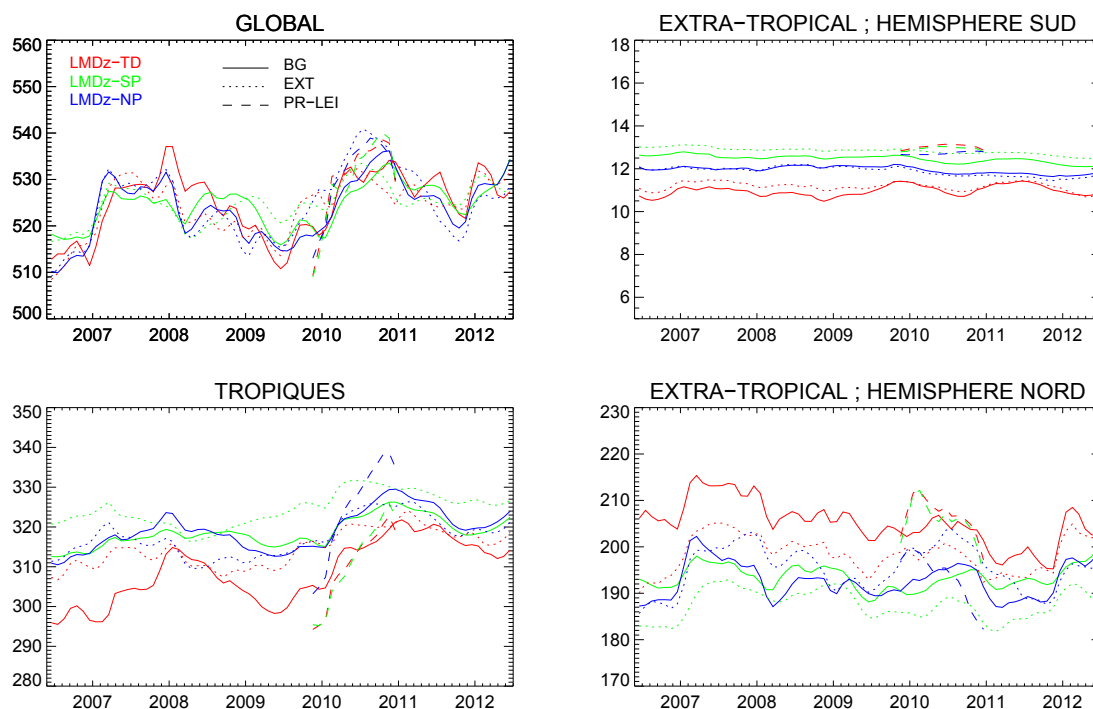 GLOBAL
560
550
540
530
520
510
500
LMDz−TD
LMDz−SP
LMDz−NP
BG
EXT
PR−LEI
2007 2008 2009 2010 2011 2012
EXTRA−TROPICAL ; HEMISPHERE SUD
18
16
14
12
10
8
6
2007 2008 2009 2010 2011 2012
TROPIQUES
350
340
330
320
310
300
290
280
2007 2008 2009 2010 2011 2012
EXTRA−TROPICAL ; HEMISPHERE NORD
230
220
210
200
190
180
170
2007 2008 2009 2010 2011 2012